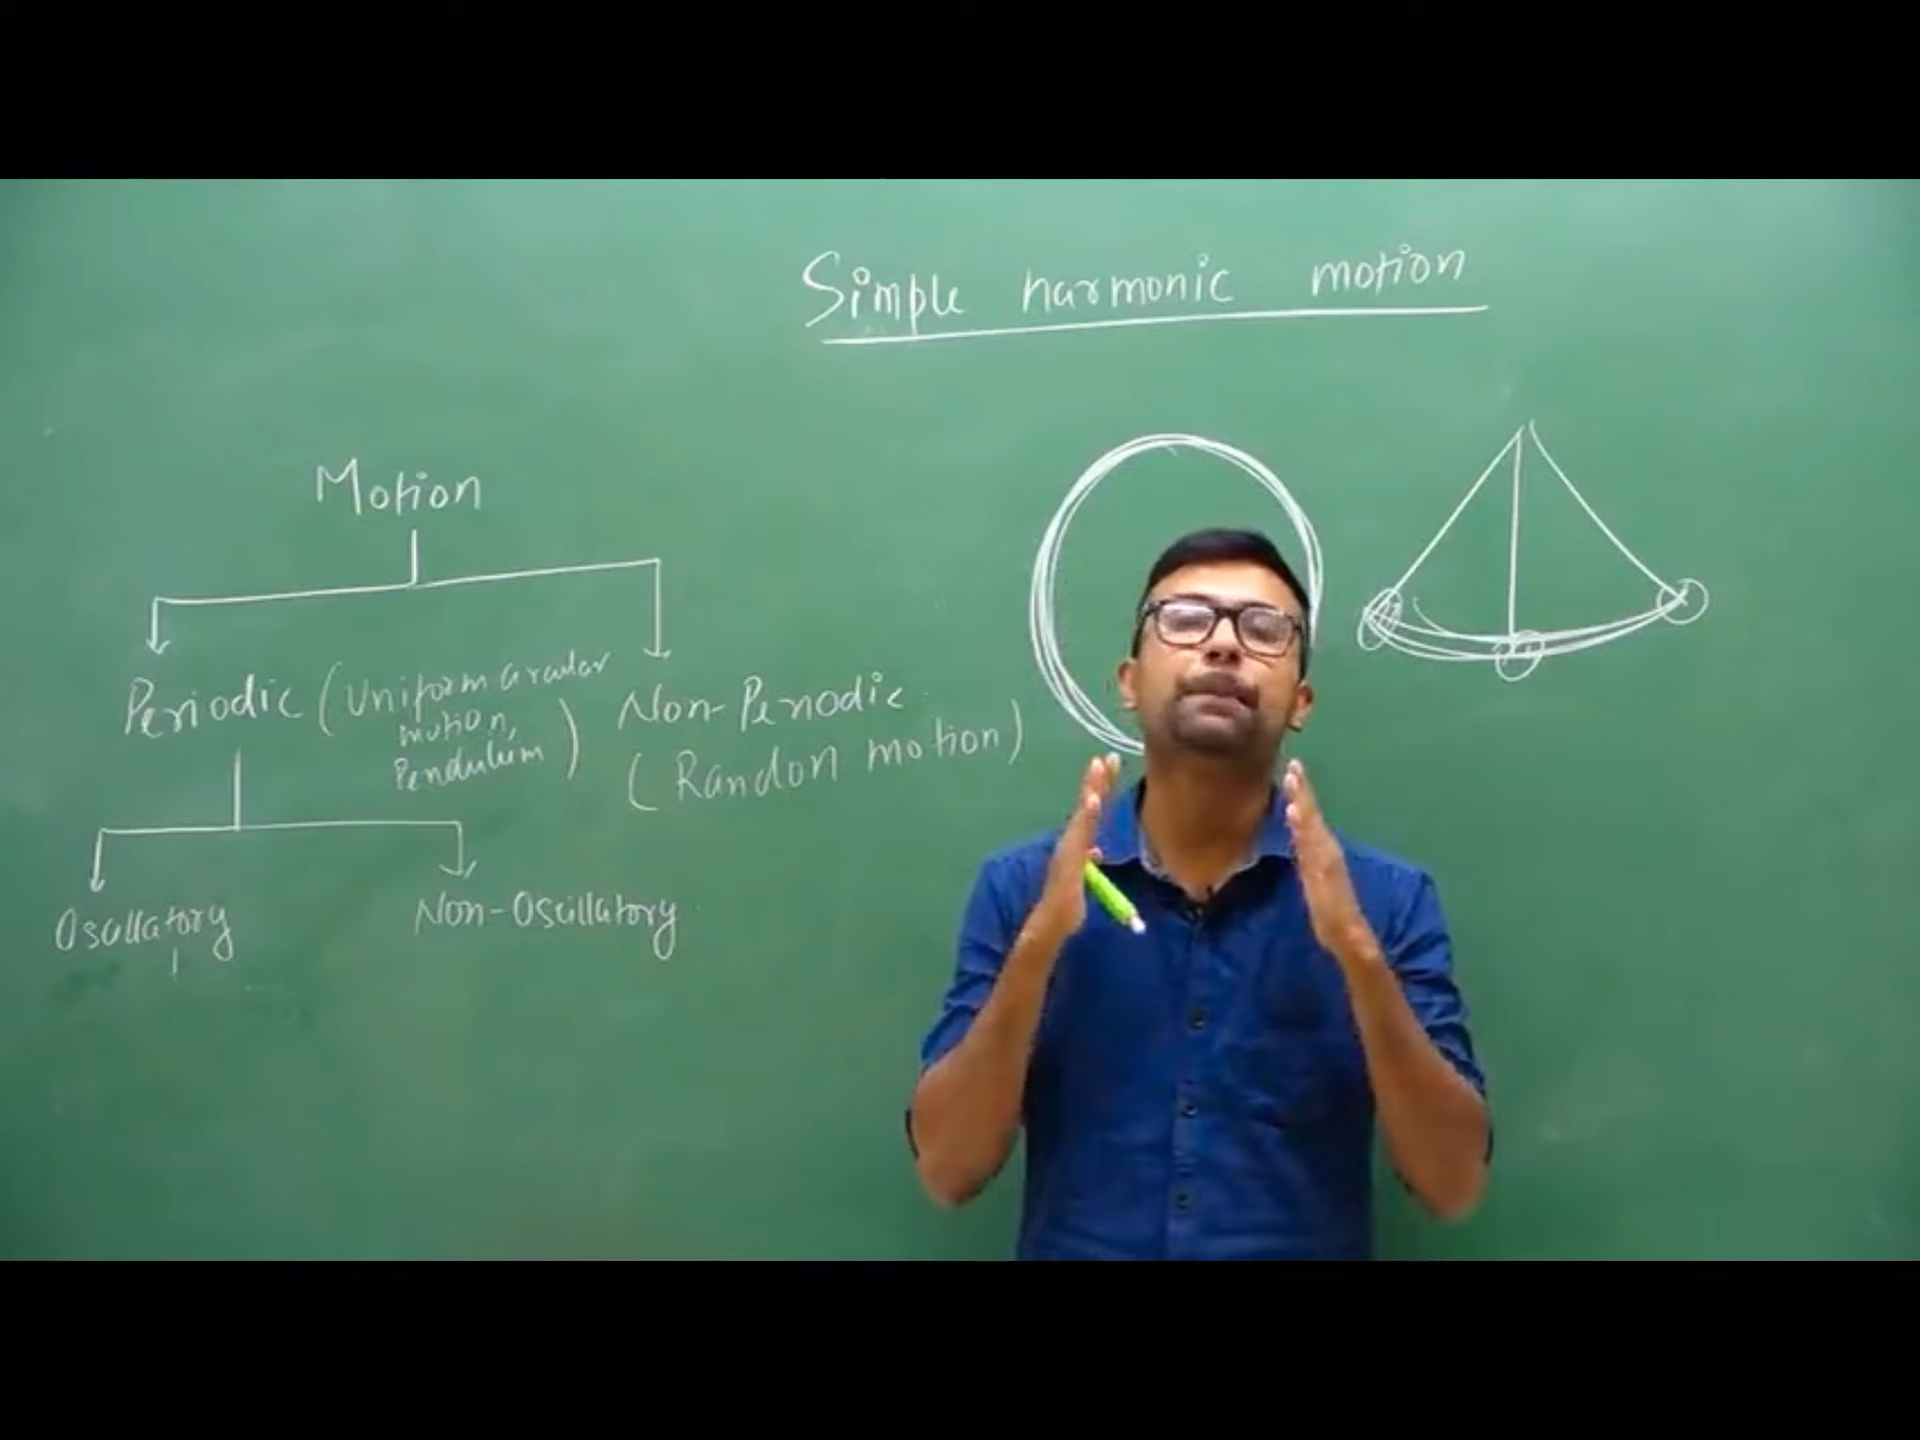 Simple harmonic motion
Motion
Periodic (Uniform circular
motion,
Pendulum)
Non-Periodic
(Randon motion)
Oscillatory
Non-Oscillatory